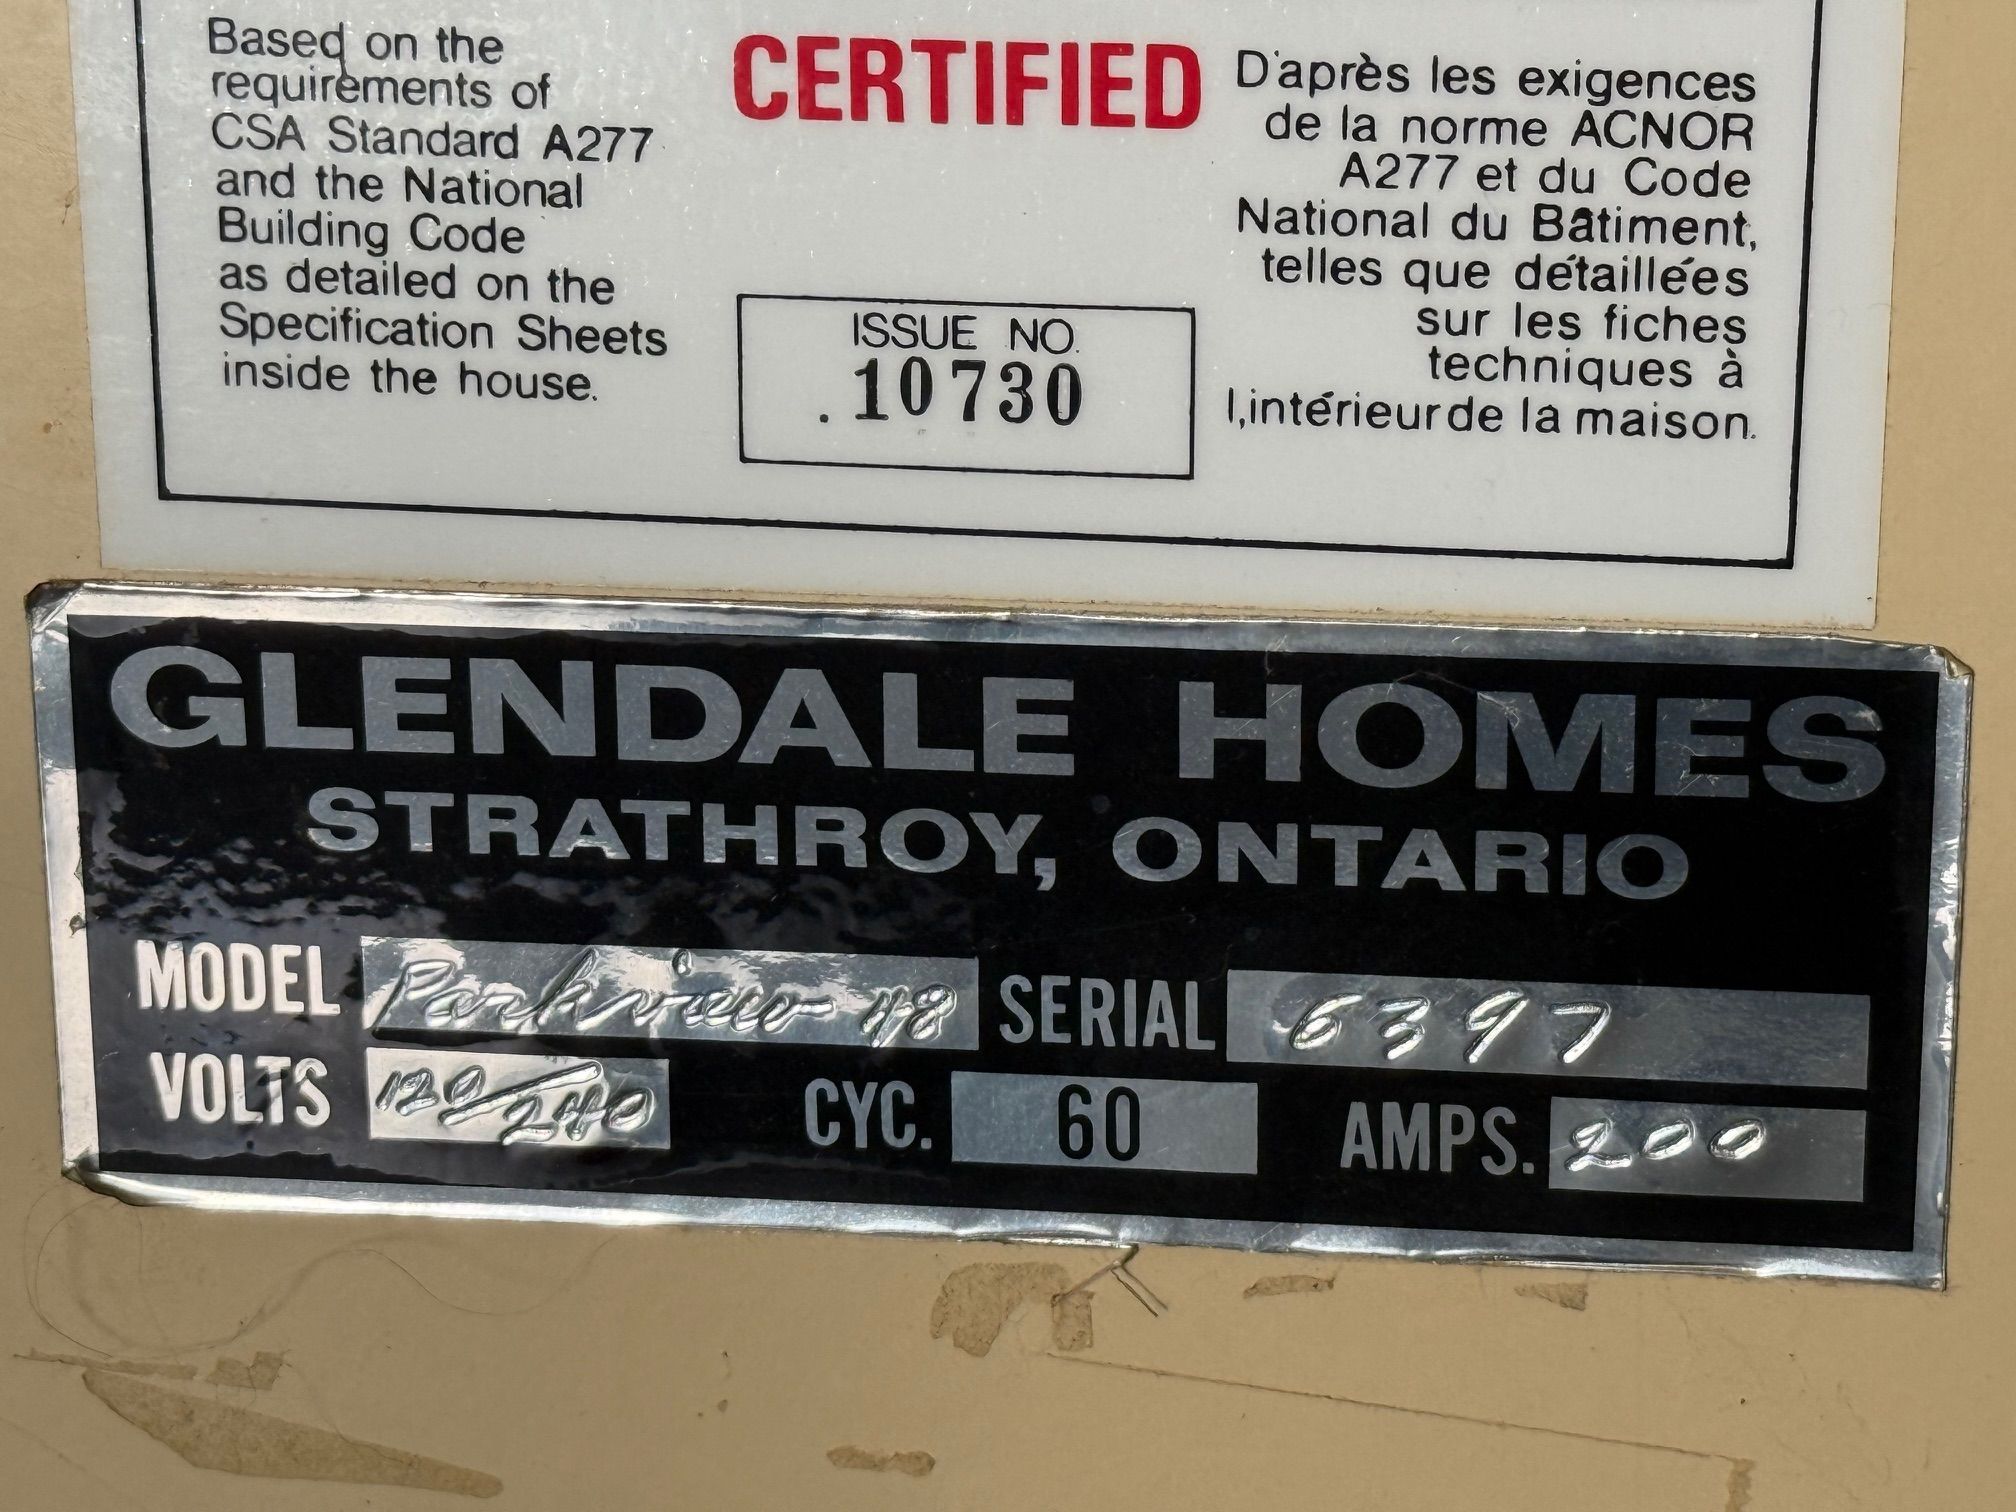 Based on the
requirements of
CSA Standard A277
and the National
Building Code
as detailed on the
Specification Sheets
inside the house.
CERTIFIED
ISSUE NO.
.10730
D'après les exigences
de la norme ACNOR
A277 et du Code
National du Bâtiment,
telles que détaillées
sur les fiches
techniques à
l,intérieur de la maison.
GLENDALE HOMES
STRATHROY, ONTARIO
MODEL Parkview 48 SERIAL 6397
VOLTS 120/240 CYC. 60 AMPS. 200